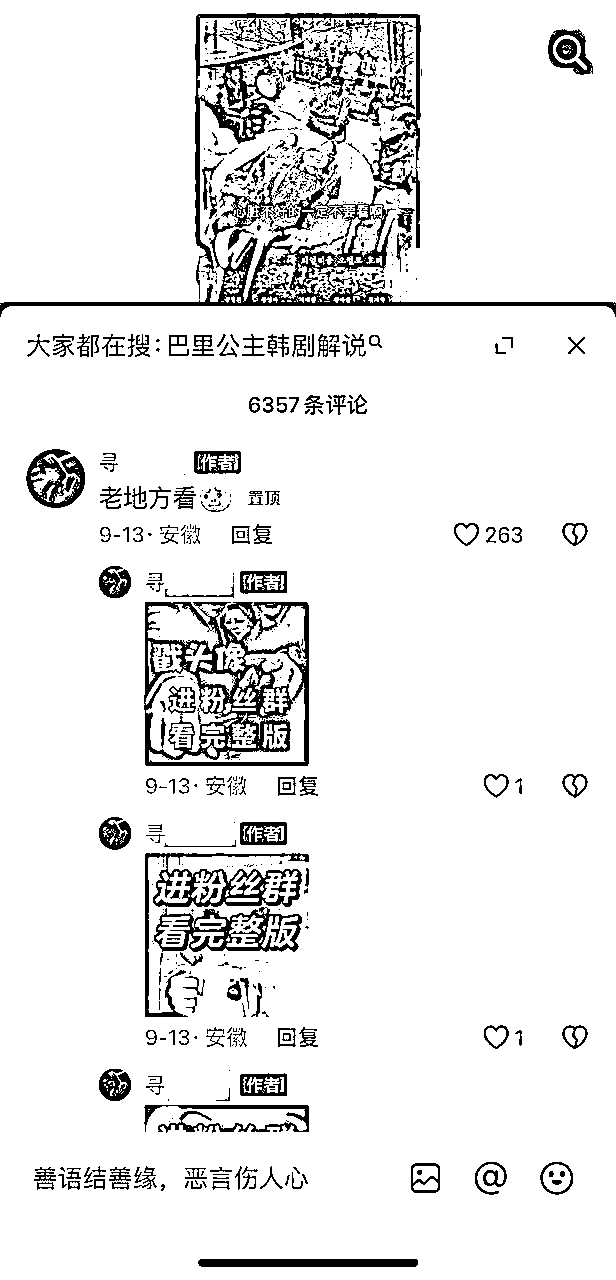 大家都在搜：巴里公主韩剧解说
6357条评论
寻 作者
老地方看 置顶
9-13·安徽 回复 263
寻 作者
戳头像
进粉丝群
看完整版
9-13·安徽 回复 1
寻 作者
进粉丝群
看完整版
9-13·安徽 回复 1
寻 作者
善语结善缘，恶言伤人心